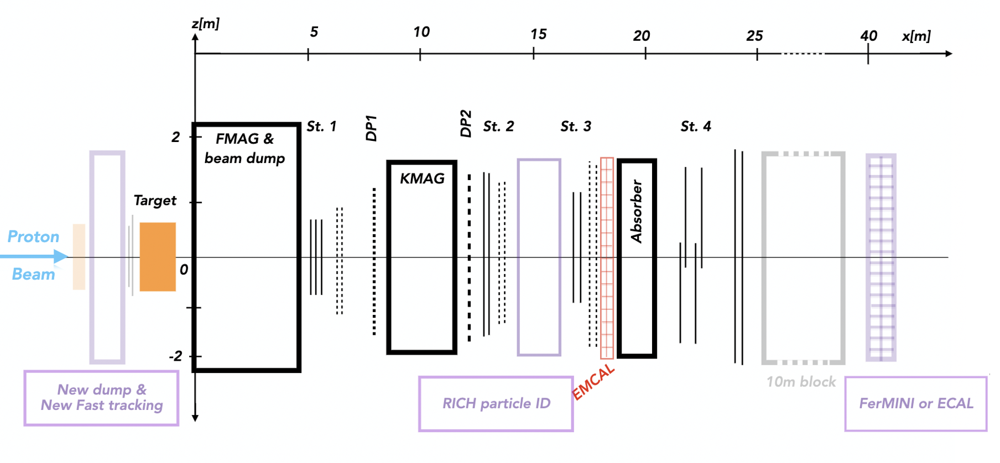 z[m]
5
10
15
20
25
40
x[m]
2
0
-2
FMAG &
beam dump
St. 1
DP1
DP2
St. 2
St. 3
St. 4
KMAG
Absorber
Target
Proton
Beam
EMCAL
10m block
New dump &
New Fast tracking
RICH particle ID
FerMINI or ECAL